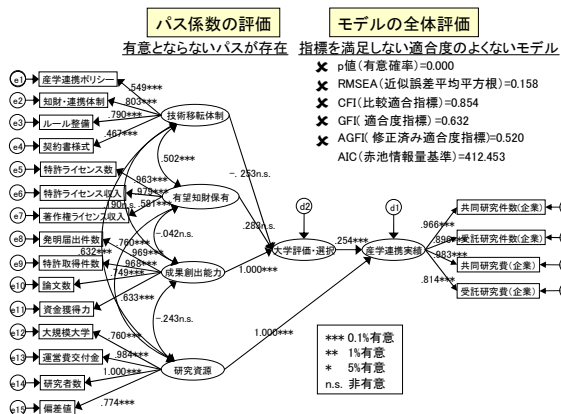 パス係数の評価
モデルの全体評価
有意とならないパスが存在
指標を満足しない適合度のよくないモデル
✘ p値(有意確率)=0.000
✘ RMSEA(近似誤差平均平方根)=0.158
✘ CFI(比較適合指標)=0.854
✘ GFI( 適合度指標)=0.632
✘ AGFI( 修正済み適合度指標)=0.520
AIC(赤池情報量基準)=412.453
e1 産学連携ポリシー
e2 知財・連携体制
e3 ルール整備
e4 契約書様式
e5 特許ライセンス数
e6 特許ライセンス収入
e7 著作権ライセンス収入
e8 発明届出件数
e9 特許取得件数
e10 論文数
e11 資金獲得力
e12 大規模大学
e13 運営費交付金
e14 研究者数
e15 偏差値
.549***
.803***
.790***
.467***
技術移転体制
.502***
.963***
.979***
.581***
有望知財保有
-.042n.s.
.760***
.969***
.968***
.749***
.632***
成果創出能力
.633***
-.243n.s.
.760***
.984***
1.000***
.774***
研究資源
-.253n.s.
.283n.s.
1.000***
1.000***
d2
大学評価・選択
.254***
d1
産学連携実績
.966***
.983***
.814***
共同研究件数(企業)
受託研究件数(企業)
共同研究費(企業)
受託研究費(企業)
*** 0.1%有意
** 1%有意
* 5%有意
n.s. 非有意